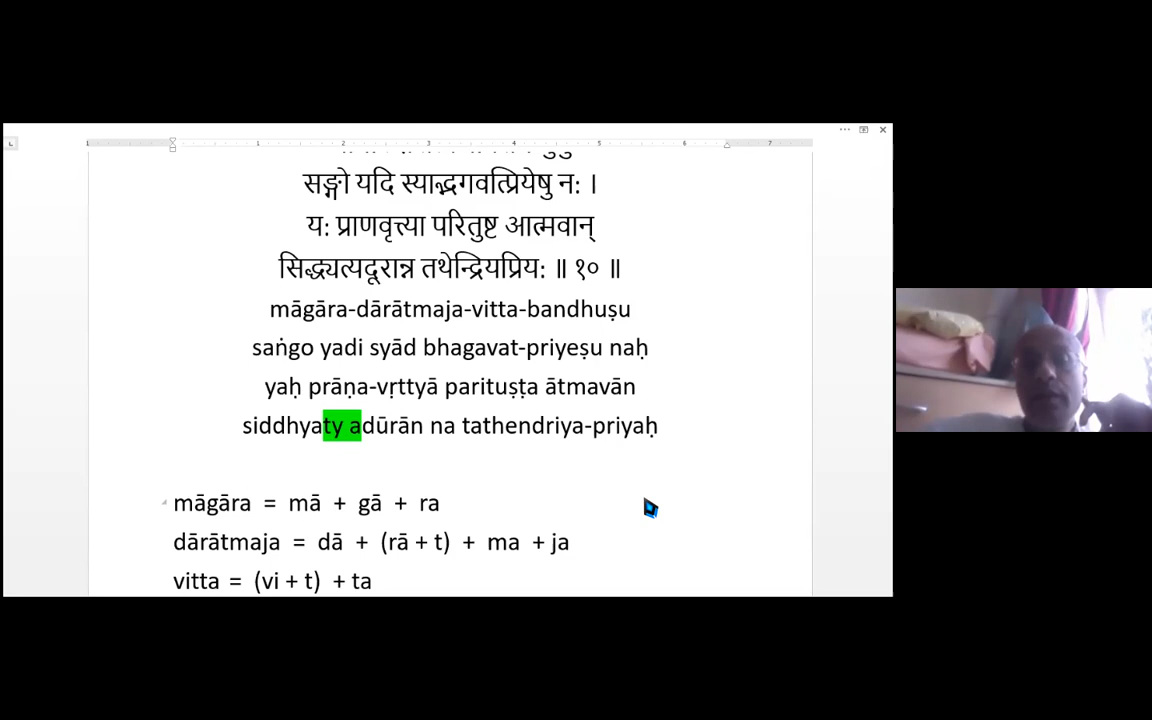 सङ्गो यदि स्याद्भगवत्प्रियेषु न: ।
य: प्राणवृत्त्या परितुष्ट आत्मवान्
सिद्ध्यत्यदूरान्न तथेन्द्रियप्रिय: ॥ १० ॥
māgāra-dārātmaja-vitta-bandhuṣu
saṅgo yadi syād bhagavat-priyeṣu naḥ
yaḥ prāṇa-vṛttyā parituṣṭa ātmavān
siddhyaty adūrān na tathendriya-priyaḥ
māgāra = mā + gā + ra
dārātmaja = dā + (rā + t) + ma + ja
vitta = (vi + t) + ta